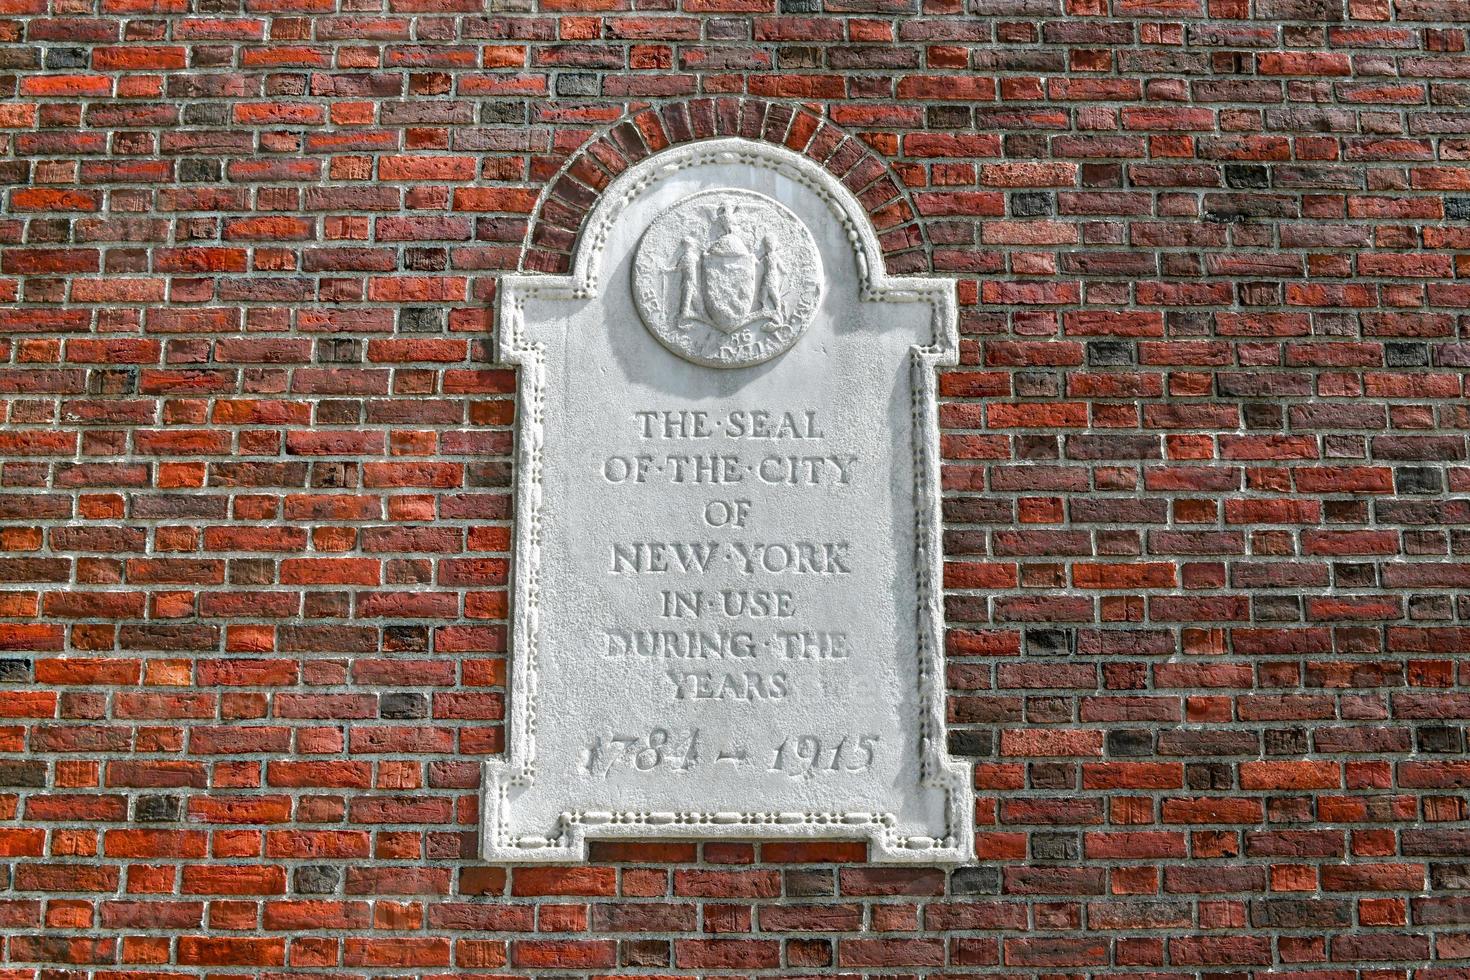 THE·SEAL
OF·THE·CITY
OF
NEW·YORK
IN·USE
DURING·THE
YEARS
1784 – 1915